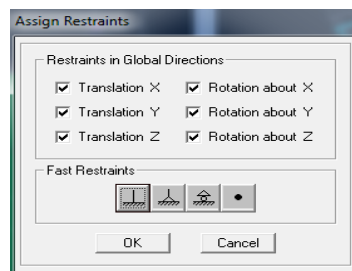 Assign Restraints
Restraints in Global Directions
Translation X Rotation about X
Translation Y Rotation about Y
Translation Z Rotation about Z
Fast Restraints
OK Cancel